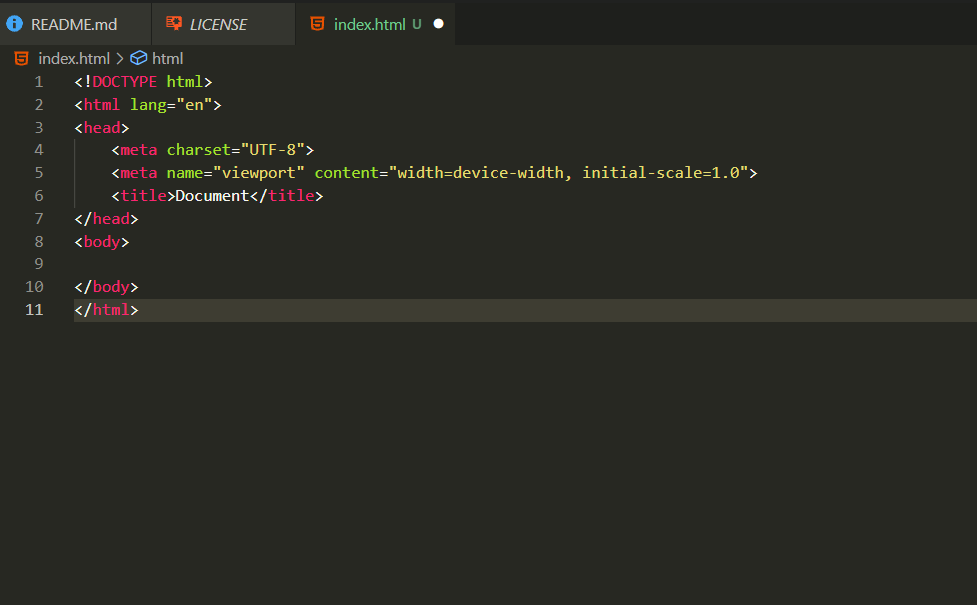 README.md LICENSE index.html U
index.html > html
1 <!DOCTYPE html>
2 <html lang="en">
3 <head>
4     <meta charset="UTF-8">
5     <meta name="viewport" content="width=device-width, initial-scale=1.0">
6     <title>Document</title>
7 </head>
8 <body>
9
10 </body>
11 </html>